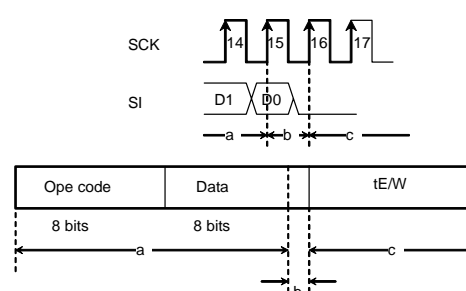 SCK 14 15 16 17
SI D1 D0
a b c
Ope code Data tE/W
8 bits 8 bits
a c
b